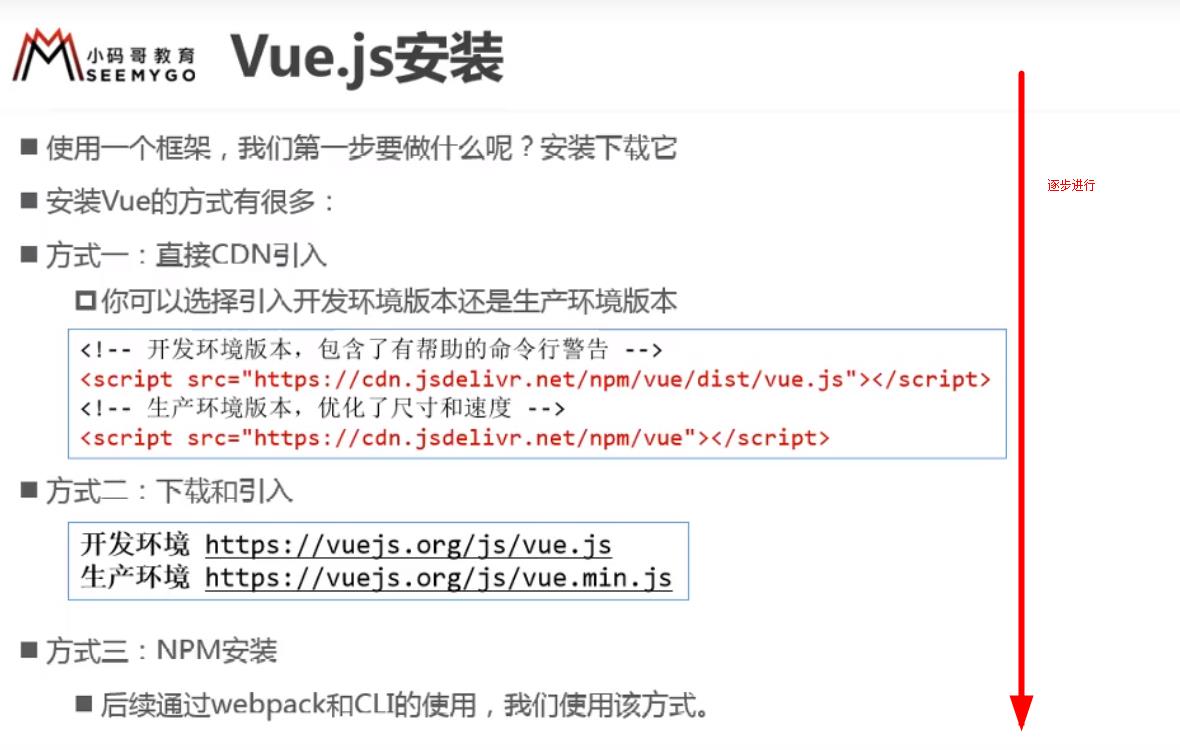 小码哥教育
SEEMYGO
Vue.js安装
使用一个框架，我们第一步要做什么呢？安装下载它
安装Vue的方式有很多：
方式一：直接CDN引入
你可以选择引入开发环境版本还是生产环境版本
<!-- 开发环境版本，包含了有帮助的命令行警告 -->
<script src="https://cdn.jsdelivr.net/npm/vue/dist/vue.js"></script>
<!-- 生产环境版本，优化了尺寸和速度 -->
<script src="https://cdn.jsdelivr.net/npm/vue"></script>
方式二：下载和引入
开发环境 https://vuejs.org/js/vue.js
生产环境 https://vuejs.org/js/vue.min.js
方式三：NPM安装
后续通过webpack和CLI的使用，我们使用该方式。
逐步进行